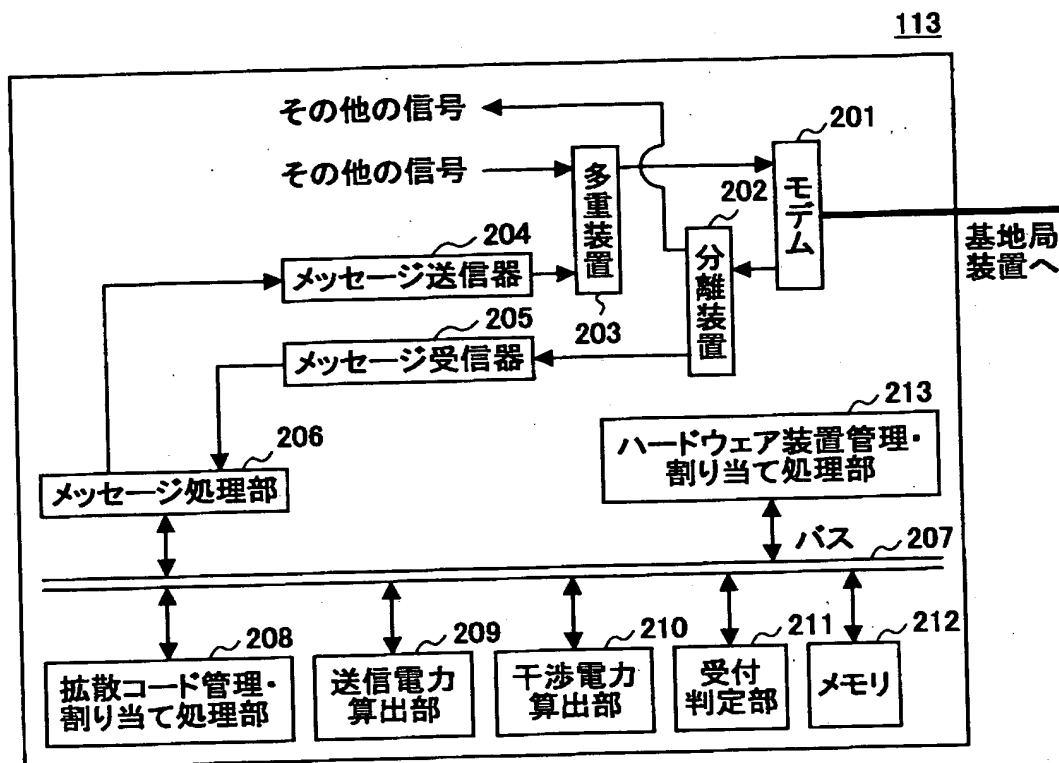 113
その他の信号
201
その他の信号
多重装置
202
モデム
204
メッセージ送信器
分離装置
基地局
装置へ
203
205
メッセージ受信器
213
ハードウェア装置管理・
割り当て処理部
206
メッセージ処理部
バス
207
208
拡散コード管理・
割り当て処理部
209
送信電力
算出部
210
干渉電力
算出部
211
受付
判定部
212
メモリ